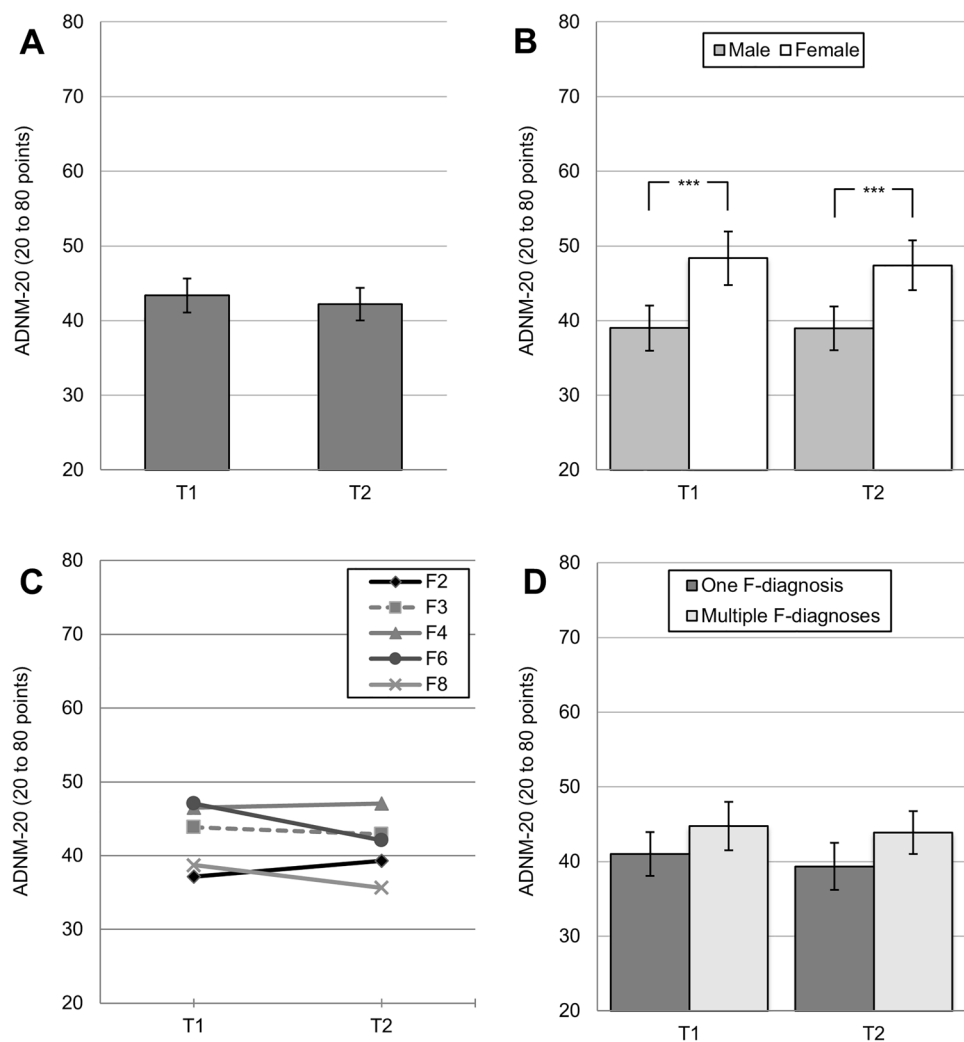 A
80
70
60
50
40
30
20
ADNM-20 (20 to 80 points)
T1
T2
B
80
70
60
50
40
30
20
ADNM-20 (20 to 80 points)
Male
Female
***
***
T1
T2
C
80
70
60
50
40
30
20
ADNM-20 (20 to 80 points)
F2
F3
F4
F6
F8
T1
T2
D
80
70
60
50
40
30
20
ADNM-20 (20 to 80 points)
One F-diagnosis
Multiple F-diagnoses
T1
T2